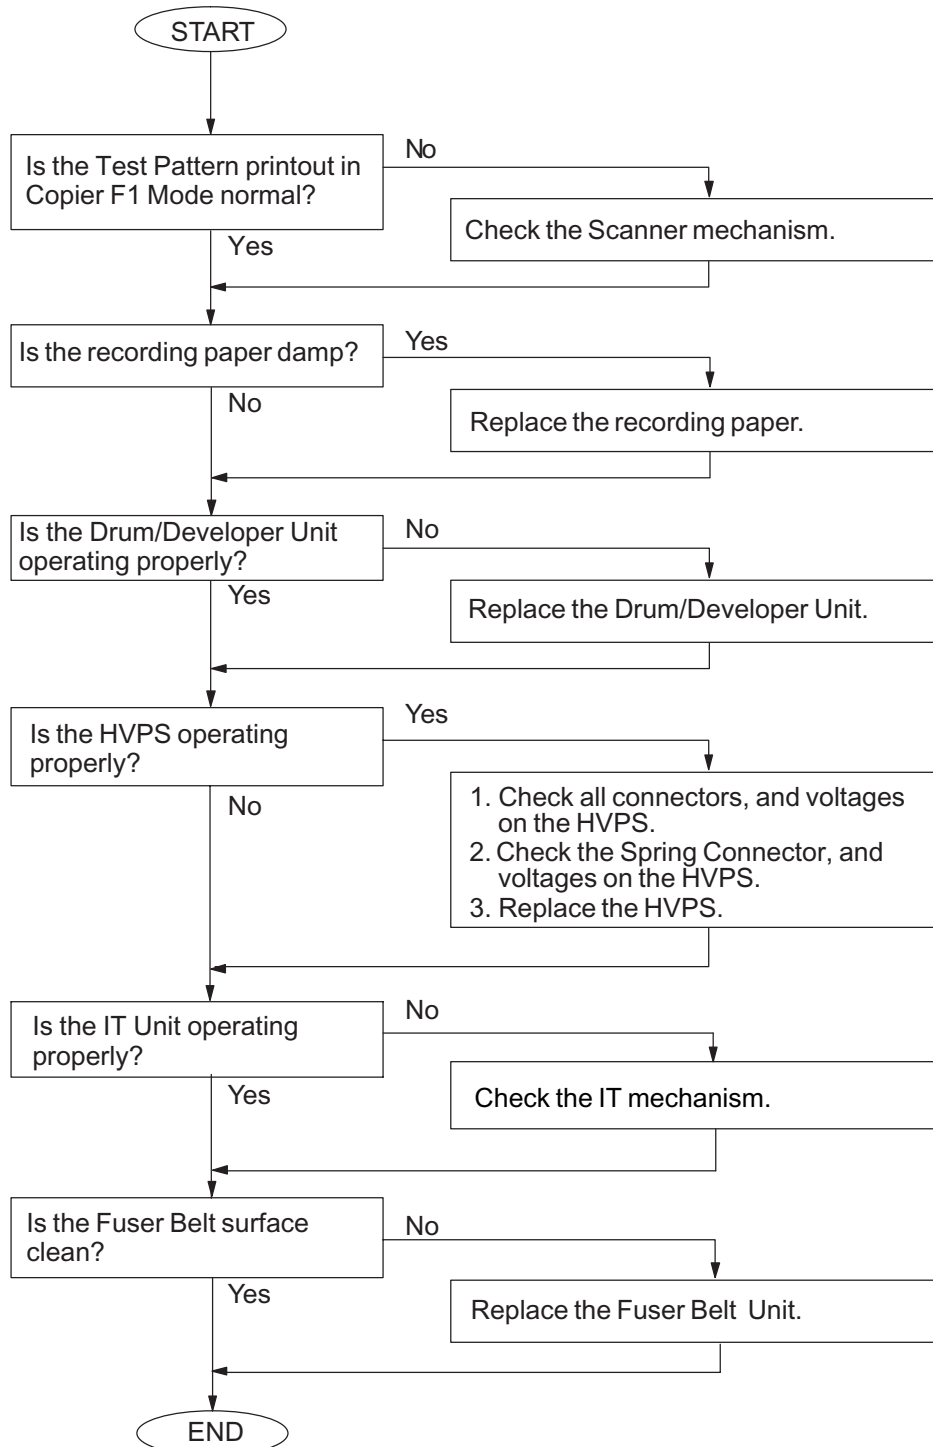 START
Is the Test Pattern printout in
Copier F1 Mode normal?
No
Check the Scanner mechanism.
Yes
Is the recording paper damp?
Yes
Replace the recording paper.
No
Is the Drum/Developer Unit
operating properly?
No
Replace the Drum/Developer Unit.
Yes
Is the HVPS operating
properly?
Yes
1. Check all connectors, and voltages
on the HVPS.
2. Check the Spring Connector, and
voltages on the HVPS.
3. Replace the HVPS.
No
Is the IT Unit operating
properly?
No
Check the IT mechanism.
Yes
Is the Fuser Belt surface
clean?
No
Replace the Fuser Belt Unit.
Yes
END